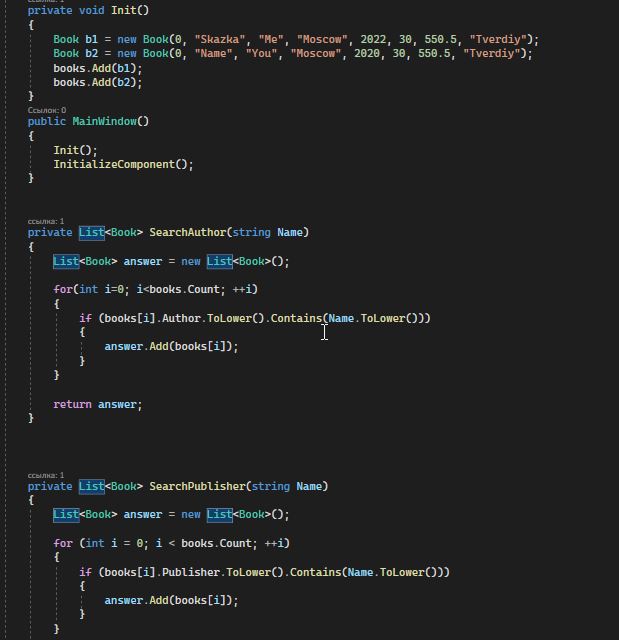 ссылка: 1
private void Init()
{
Book b1 = new Book(0, "Skazka", "Me", "Moscow", 2022, 30, 550.5, "Tverdiy");
Book b2 = new Book(0, "Name", "You", "Moscow", 2020, 30, 550.5, "Tverdiy");
books.Add(b1);
books.Add(b2);
}
Ссылок: 0
public MainWindow()
{
Init();
InitializeComponent();
}
ссылка: 1
private List<Book> SearchAuthor(string Name)
{
List<Book> answer = new List<Book>();
for(int i=0; i<books.Count; ++i)
{
if (books[i].Author.ToLower().Contains(Name.ToLower()))
{
answer.Add(books[i]);
}
}
return answer;
}
ссылка: 1
private List<Book> SearchPublisher(string Name)
{
List<Book> answer = new List<Book>();
for (int i = 0; i < books.Count; ++i)
{
if (books[i].Publisher.ToLower().Contains(Name.ToLower()))
{
answer.Add(books[i]);
}
}